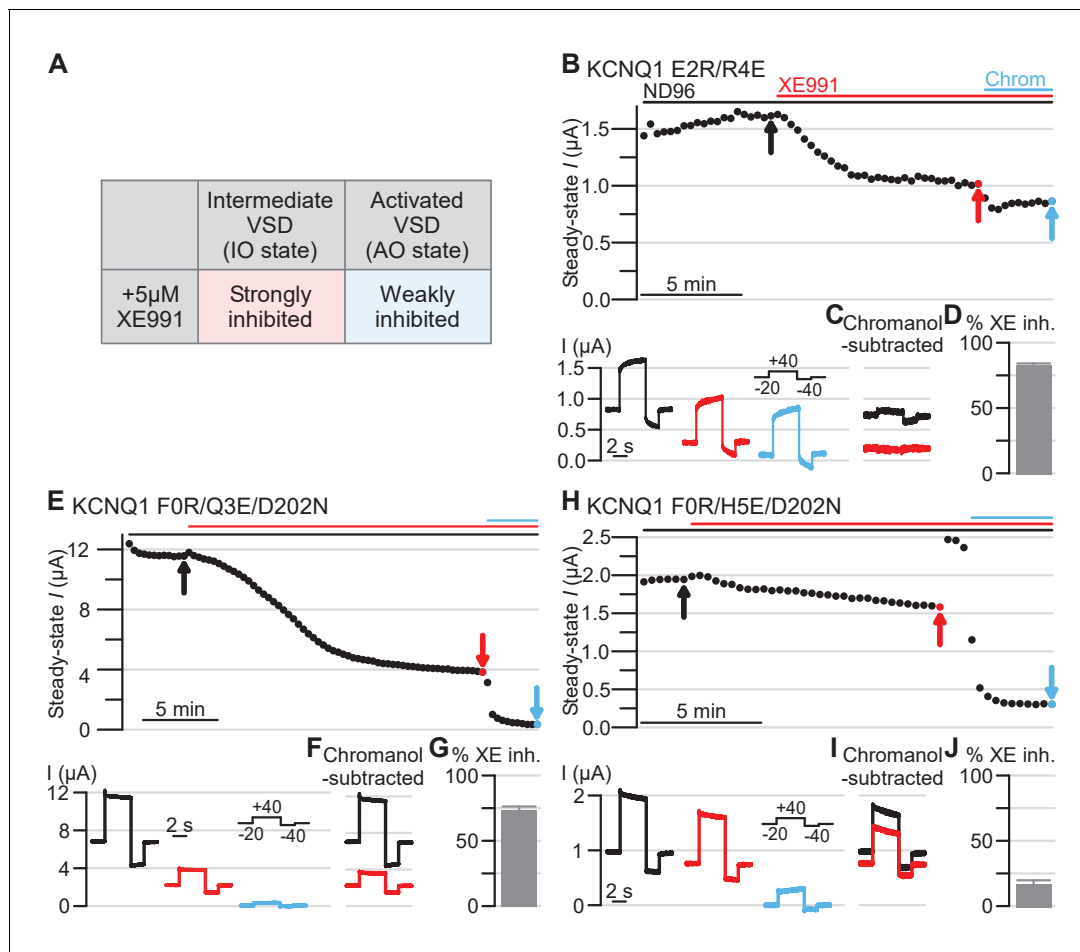 A
Intermediate
VSD
(IO state)
Activated
VSD
(AO state)
+5µM
XE991
Strongly
inhibited
Weakly
inhibited
B KCNQ1 E2R/R4E
ND96
XE991
Chrom
Steady-state I (µA)
1.5
1.0
0.5
0.0
5 min
I (µA)
1.5
1.0
0.5
0.0
2 s
+40
-20
-40
C Chromanol
-subtracted
D % XE inh.
100
75
50
25
0
E KCNQ1 F0R/Q3E/D202N
Steady-state I (µA)
12
8
4
0
5 min
I (µA)
12
8
4
0
2 s
+40
-20
-40
F Chromanol
-subtracted
G % XE inh.
100
75
50
25
0
H KCNQ1 F0R/H5E/D202N
Steady-state I (µA)
2.5
2.0
1.5
1.0
0.5
0.0
5 min
I (µA)
2
1
0
2 s
+40
-20
-40
I Chromanol
-subtracted
J % XE inh.
100
75
50
25
0